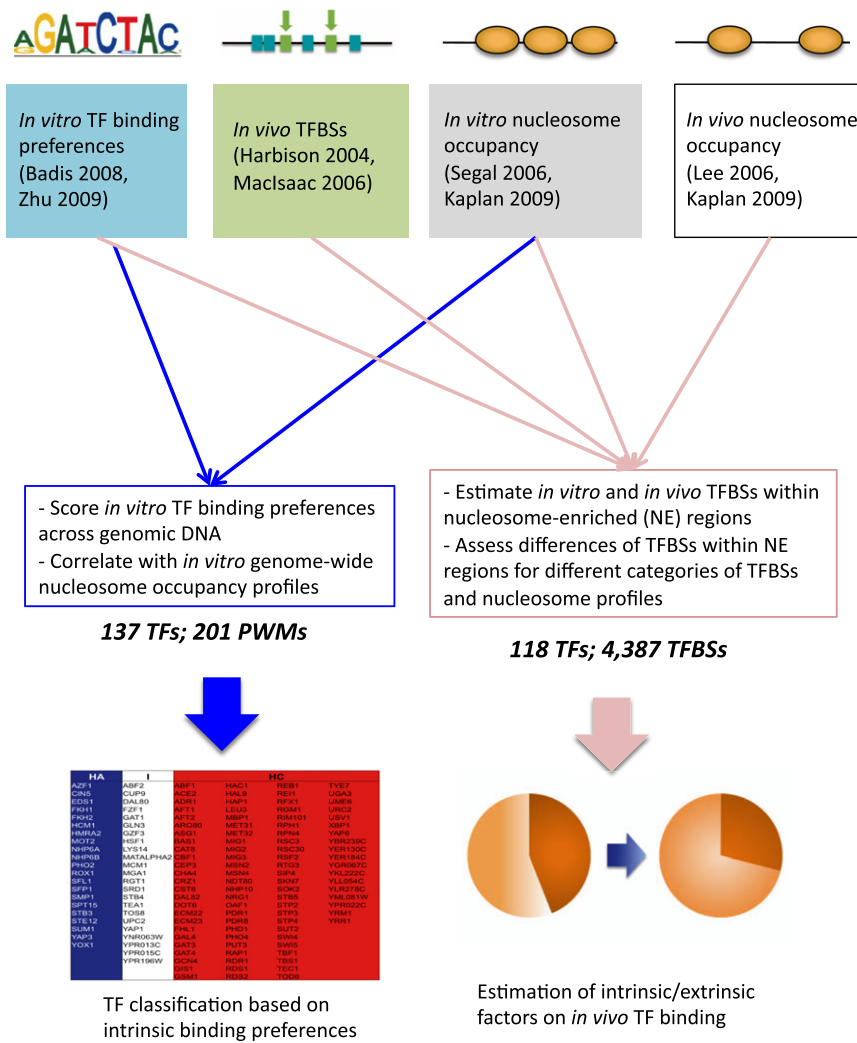 AGATCTAC
In vitro TF binding
preferences
(Badis 2008,
Zhu 2009)
In vivo TFBSs
(Harbison 2004,
MacIsaac 2006)
In vitro nucleosome
occupancy
(Segal 2006,
Kaplan 2009)
In vivo nucleosome
occupancy
(Lee 2006,
Kaplan 2009)
- Score in vitro TF binding preferences
across genomic DNA
- Correlate with in vitro genome-wide
nucleosome occupancy profiles
- Estimate in vitro and in vivo TFBSs within
nucleosome-enriched (NE) regions
- Assess differences of TFBSs within NE
regions for different categories of TFBSs
and nucleosome profiles
137 TFs; 201 PWMs
118 TFs; 4,387 TFBSs
HA I HC
AZF1 ABF2 ABF1 HAC1 REB1 TYE7
CIN5 CUP9 ACE2 HAL9 REI1 UGA3
EDS1 DAL80 ADR1 HAP1 RFX1 UME6
FKH1 FZF1 AFT1 LEU3 RGM1 URC2
FKH2 GAT1 AFT2 MBP1 RIM101 USV1
HCM1 GLN3 ARO80 MET31 RPH1 XBP1
HMRA2 GZF3 ASG1 MET32 RPN4 YAP6
MOT2 HSF1 BAS1 MIG1 RSC3 YBR239C
NHP6A LYS14 CAT8 MIG2 RSC30 YER130C
NHP6B MATALPHA2 CBF1 MIG3 RSF2 YER184C
PHO2 MCM1 CEP3 MSN2 RTG3 YGR067C
ROX1 MGA1 CHA4 MSN4 SIP4 YKL222C
SFL1 RGT1 CRZ1 NDT80 SKN7 YLL054C
SFP1 SRD1 CST6 NHP10 SOK2 YLR278C
SMP1 STB4 DAL82 NRG1 STB5 YML081W
SPT15 TEA1 DOT6 OAF1 STP2 YPR022C
STB3 TOS8 ECM22 PDR1 STP3 YRM1
STE12 UPC2 ECM23 PDR8 STP4 YRR1
SUM1 YAP1 FHL1 PHD1 SUT2
YAP3 YNR063W GAL4 PHO4 SWI4
YOX1 YPR013C GAT3 PUT3 SWI5
YPR015C GAT4 RAP1 TBF1
YPR196W GCN4 RDR1 TBS1
GIS1 RDS1 TEC1
GSM1 RDS2 TOD6
TF classification based on
intrinsic binding preferences
Estimation of intrinsic/extrinsic
factors on in vivo TF binding